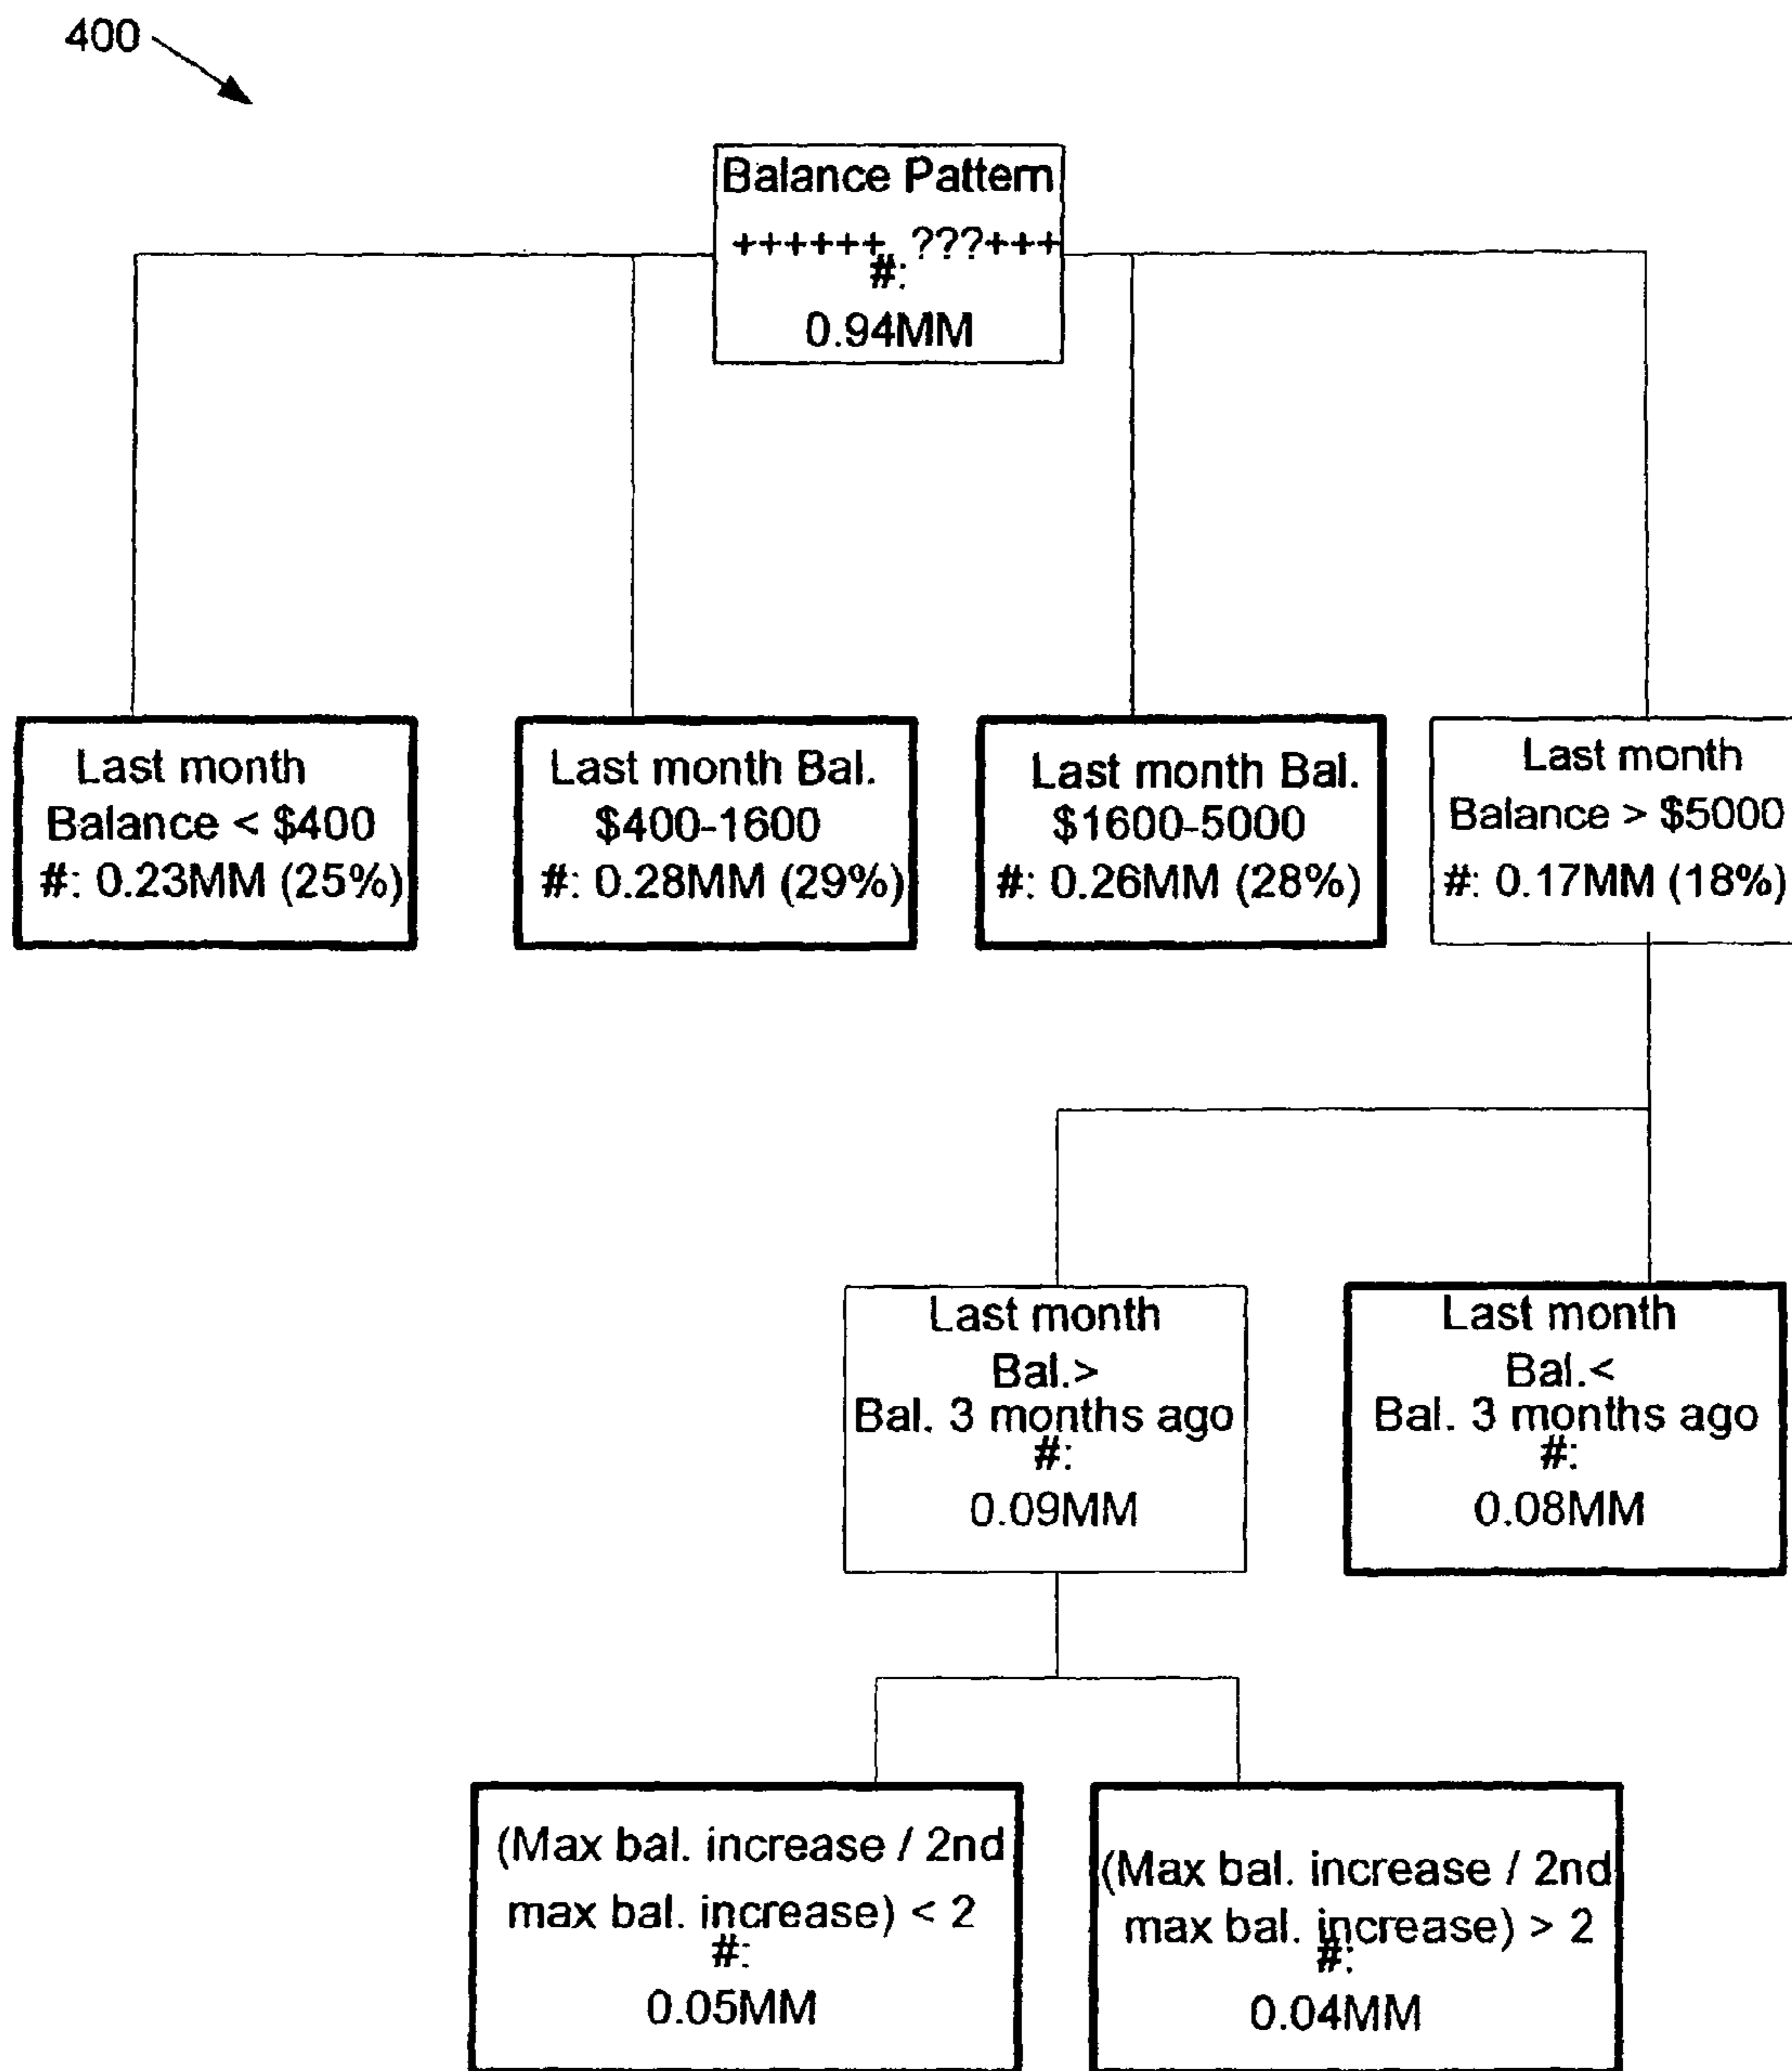 400
Balance Pattern
++++++, ???+++
#:
0.94MM
Last month
Balance < $400
#: 0.23MM (25%)
Last month Bal.
$400-1600
#: 0.28MM (29%)
Last month Bal.
$1600-5000
#: 0.26MM (28%)
Last month
Balance > $5000
#: 0.17MM (18%)
Last month
Bal.>
Bal. 3 months ago
#:
0.09MM
Last month
Bal.<
Bal. 3 months ago
#:
0.08MM
(Max bal. increase / 2nd
max bal. increase) < 2
#:
0.05MM
(Max bal. increase / 2nd
max bal. increase) > 2
#:
0.04MM